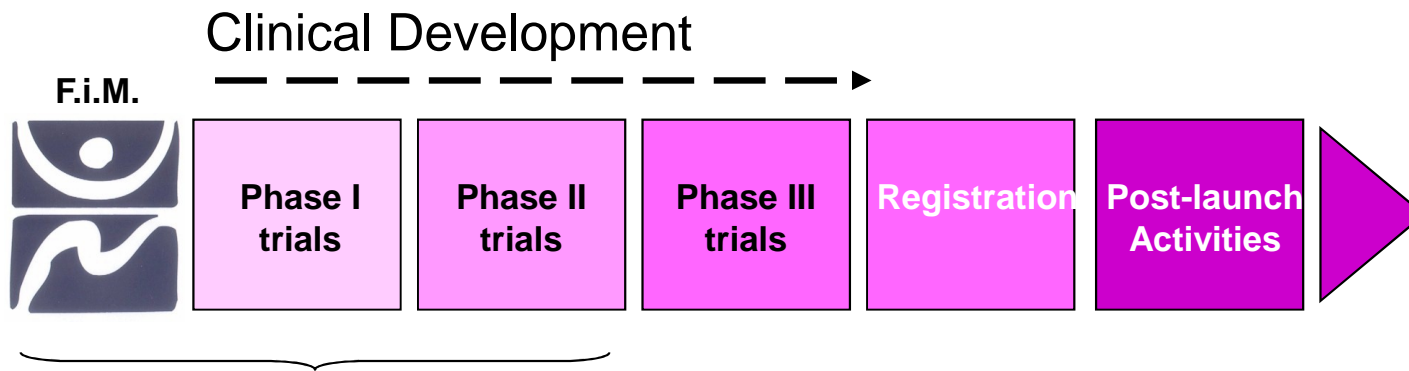 Clinical Development
F.i.M.
Phase I
trials
Phase II
trials
Phase III
trials
Registration
Post-launch
Activities